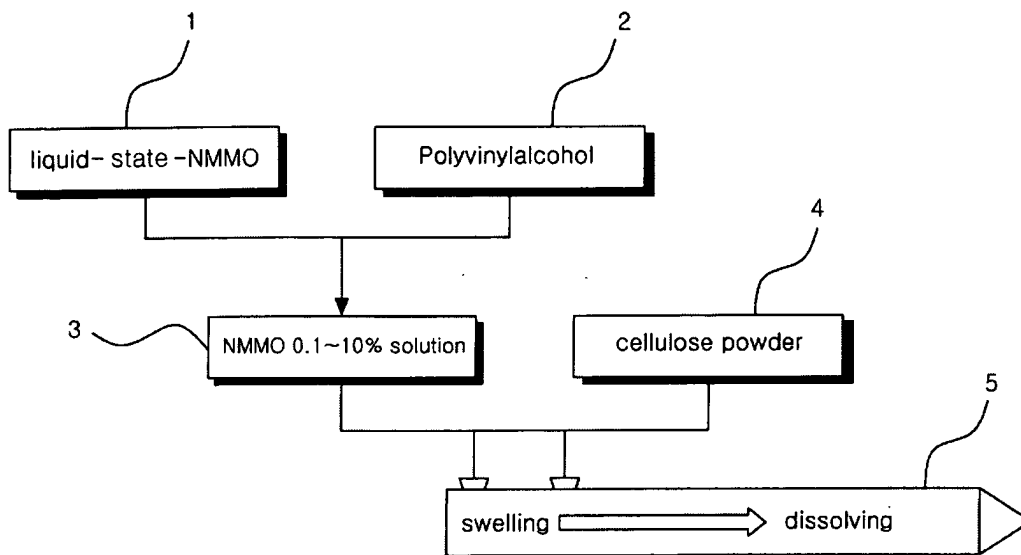 1
2
liquid-state-NMMO
Polyvinylalcohol
4
3
NMMO 0.1~10% solution
cellulose powder
5
swelling
dissolving